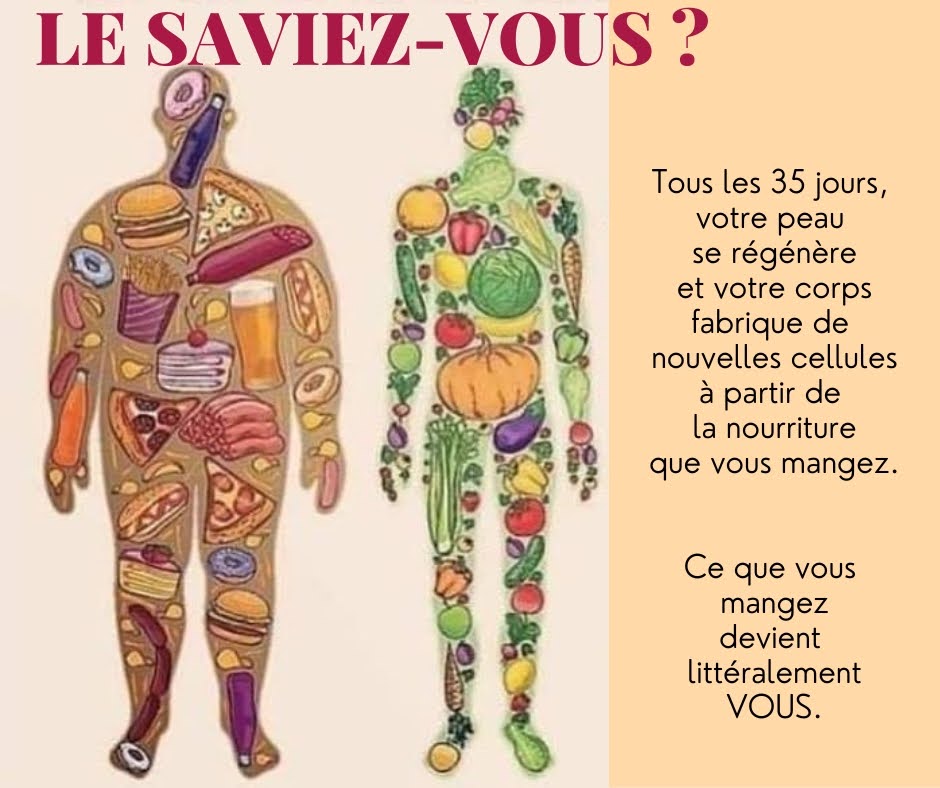 LE SAVIEZ-VOUS ?
Tous les 35 jours,
votre peau
se régénère
et votre corps
fabrique de
nouvelles cellules
à partir de
la nourriture
que vous mangez.
Ce que vous
mangez
devient
littéralement
VOUS.